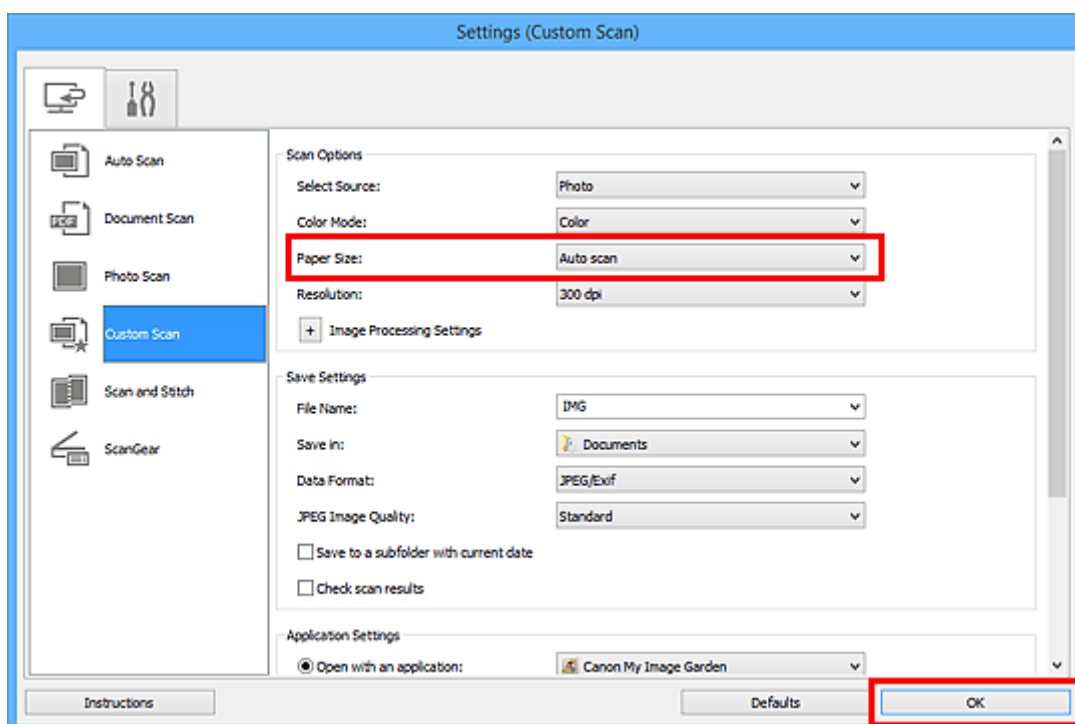 Settings (Custom Scan)
Auto Scan
PDF
Document Scan
Photo Scan
Custom Scan
Scan and Stitch
ScanGear
Scan Options
Select Source: Photo
Color Mode: Color
Paper Size: Auto scan
Resolution: 300 dpi
+ Image Processing Settings
Save Settings
File Name: IMG
Save in: Documents
Data Format: JPEG/Exif
JPEG Image Quality: Standard
Save to a subfolder with current date
Check scan results
Application Settings
Open with an application: Canon My Image Garden
Instructions Defaults OK